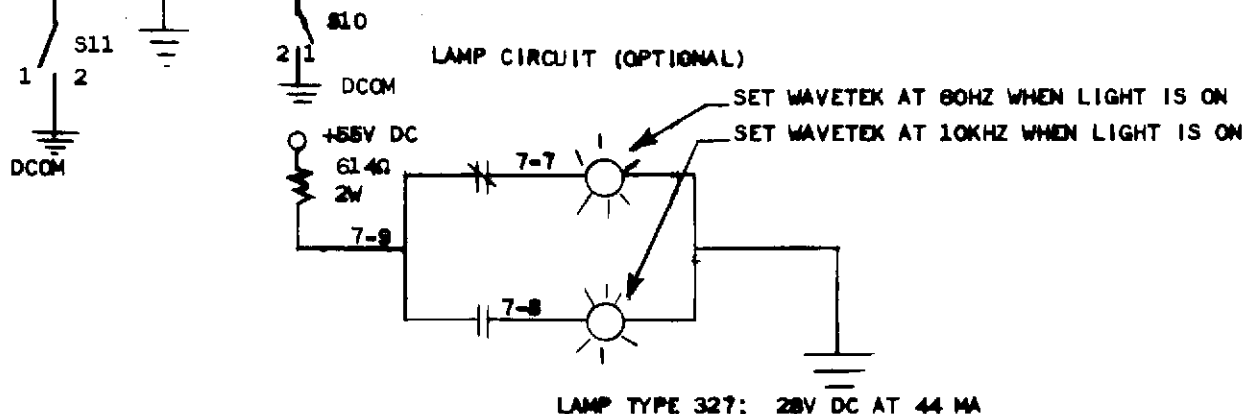 S10
S11
2 1
LAMP CIRCUIT (OPTIONAL)
1 2
DCOM
SET WAVETEK AT 60HZ WHEN LIGHT IS ON
+55V DC
SET WAVETEK AT 10KHZ WHEN LIGHT IS ON
DCOM
614Ω
7-7
2W
7-9
7-8
LAMP TYPE 327; 28V DC AT 44 MA